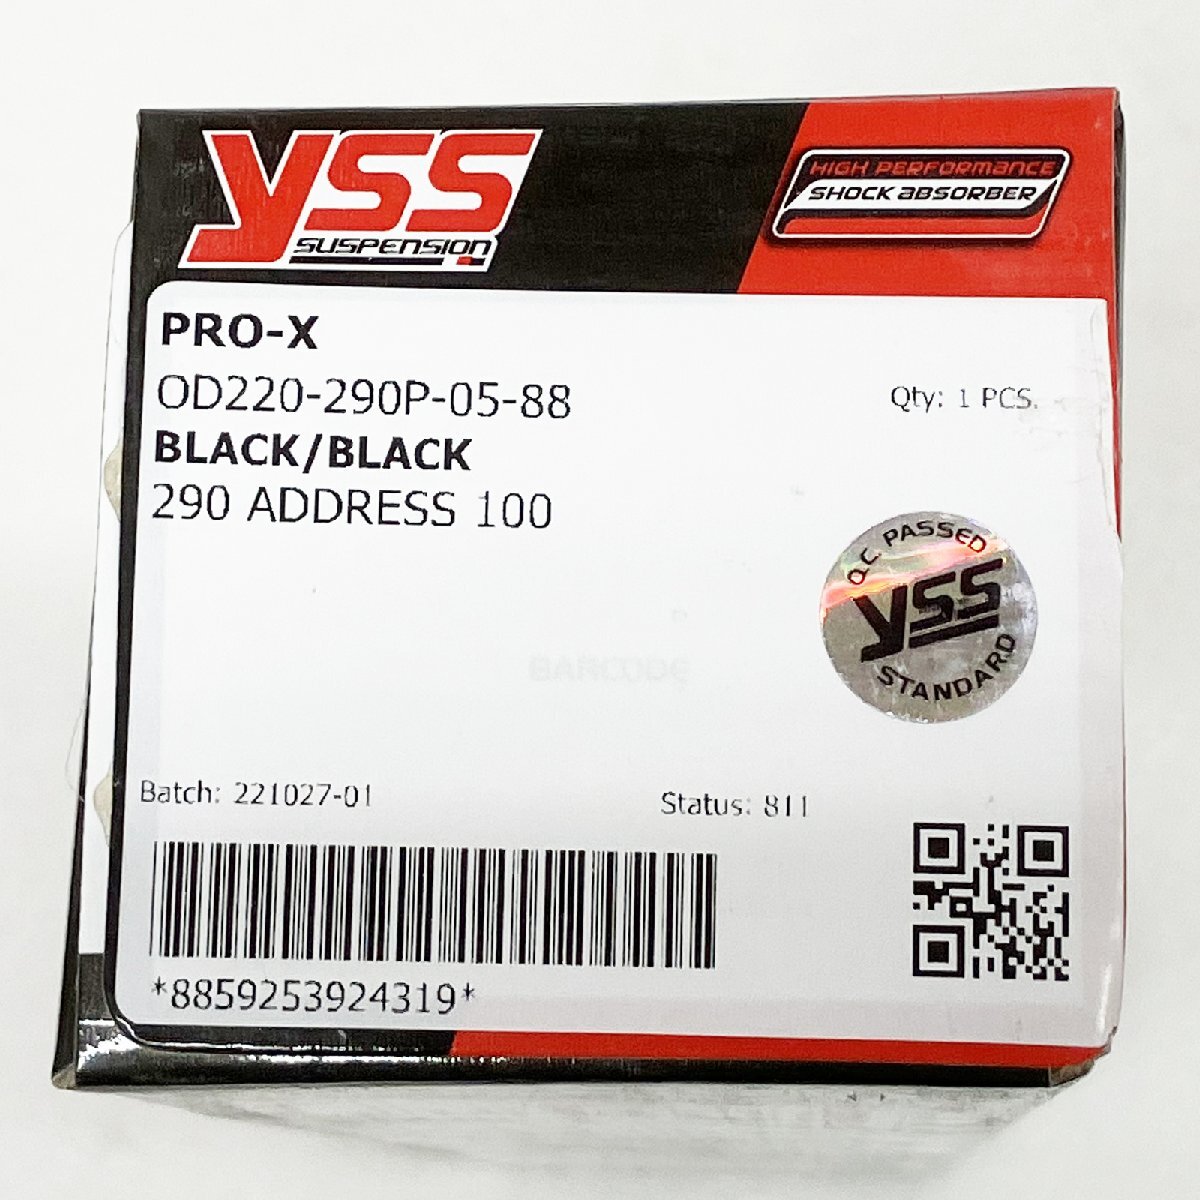 YSS
SUSPENSION
HIGH PERFORMANCE
SHOCK ABSORBER
PRO-X
OD220-290P-05-88
Qty: 1 PCS.
BLACK/BLACK
290 ADDRESS 100
Q.C. PASSED
YSS
STANDARD
BARCODE
Batch: 221027-01
Status: 811
*8859253924319*